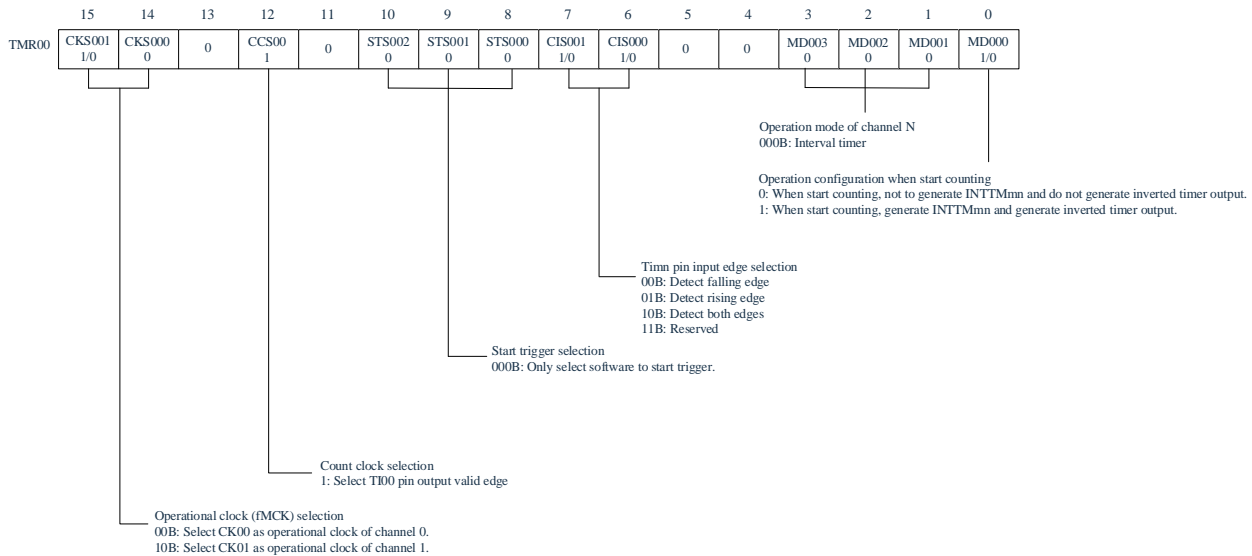 15 14 13 12 11 10 9 8 7 6 5 4 3 2 1 0
TMR00 CKS001 CKS000 0 CCS00 0 STS002 STS001 STS000 CIS001 CIS000 0 0 MD003 MD002 MD001 MD000
1/0 0 1 0 0 0 1/0 1/0 0 0 0 1/0
Operation mode of channel N
000B: Interval timer
Operation configuration when start counting
0: When start counting, not to generate INTTMmn and do not generate inverted timer output.
1: When start counting, generate INTTMmn and generate inverted timer output.
Timn pin input edge selection
00B: Detect falling edge
01B: Detect rising edge
10B: Detect both edges
11B: Reserved
Start trigger selection
000B: Only select software to start trigger.
Count clock selection
1: Select TI00 pin output valid edge
Operational clock (fMCK) selection
00B: Select CK00 as operational clock of channel 0.
10B: Select CK01 as operational clock of channel 1.